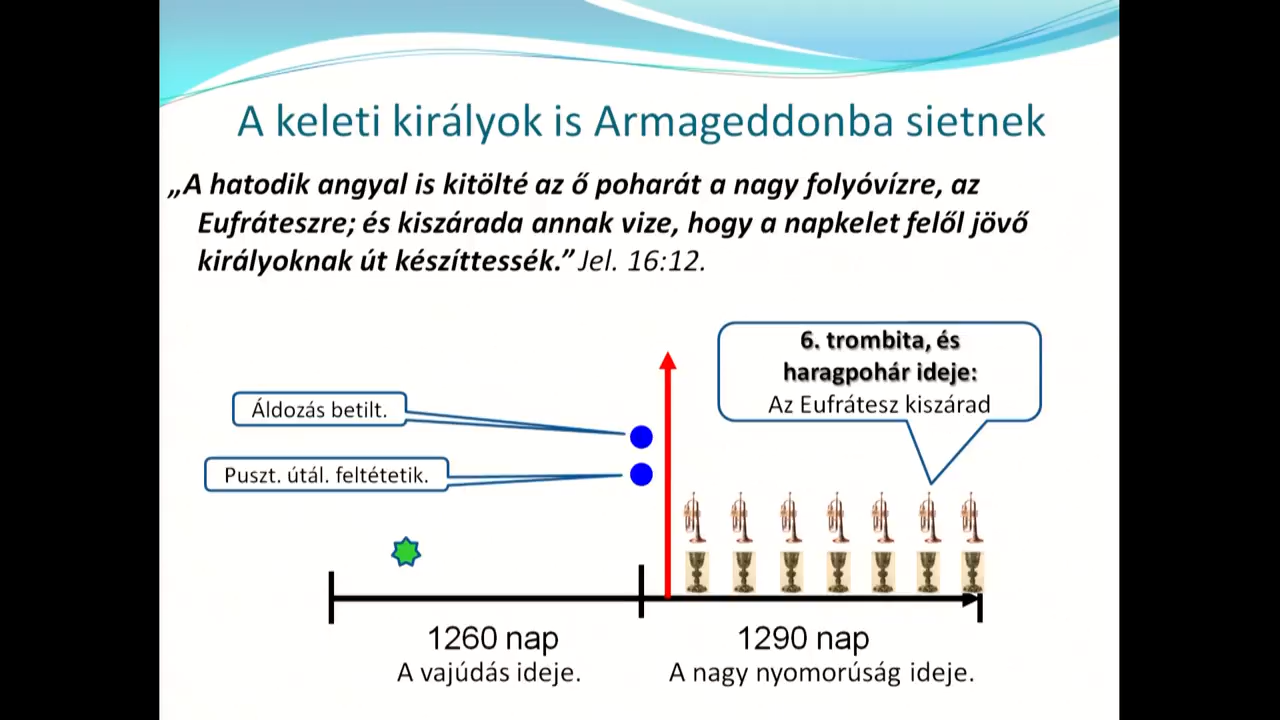 A keleti királyok is Armageddonba sietnek
„A hatodik angyal is kitölté az ő poharát a nagy folyóvízre, az
Eufráteszre; és kiszárada annak vize, hogy a napkelet felől jövő
királyoknak út készíttessék.” Jel. 16:12.
6. trombita, és
haragpohár ideje:
Az Eufrátesz kiszárad
Áldozás betilt.
Puszt. útál. feltétetik.
1260 nap
A vajúdás ideje.
1290 nap
A nagy nyomorúság ideje.